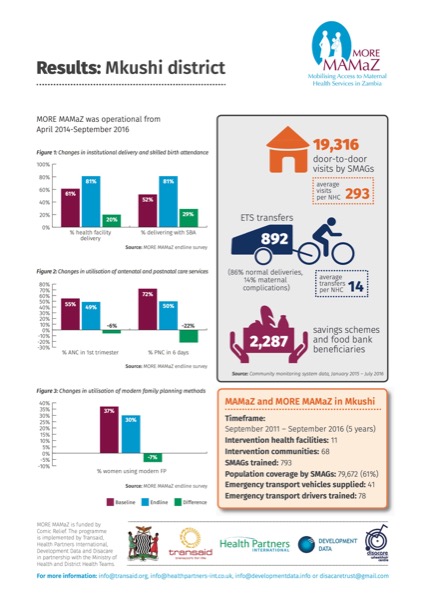 MORE
MAMaZ
Mobilising Access to Maternal
Health Services in Zambia
Results: Mkushi district
MORE MAMaZ was operational from
April 2014-September 2016
Figure 1: Changes in institutional delivery and skilled birth attendance
100%
80%
60%
40%
20%
0%
61%
81%
20%
52%
81%
29%
% health facility
delivery
% delivering with SBA
Source: MORE MAMaZ endline survey
Figure 2: Changes in utilisation of antenatal and postnatal care services
80%
70%
60%
50%
40%
30%
20%
10%
0%
-10%
-20%
-30%
55%
49%
-6%
72%
50%
-22%
% ANC in 1st trimester
% PNC in 6 days
Source: MORE MAMaZ endline survey
Figure 3: Changes in utilisation of modern family planning methods
40%
35%
30%
25%
20%
15%
10%
5%
0%
-5%
-10%
37%
30%
-7%
% women using modern FP
Source: MORE MAMaZ endline survey
Baseline Endline Difference
19,316
door-to-door
visits by SMAGs
average
visits
per NHC 293
ETS transfers
892
(86% normal deliveries,
14% maternal
complications)
average
transfers
per NHC 14
2,287
savings schemes
and food bank
beneficiaries
Source: Community monitoring system data, January 2015 – July 2016
MAMaZ and MORE MAMaZ in Mkushi
Timeframe:
September 2011 – September 2016 (5 years)
Intervention health facilities: 11
Intervention communities: 68
SMAGs trained: 793
Population coverage by SMAGs: 79,672 (61%)
Emergency transport vehicles supplied: 41
Emergency transport drivers trained: 78
MORE MAMaZ is funded by
Comic Relief. The programme
is implemented by Transaid,
Health Partners International,
Development Data and Disacare
in partnership with the Ministry of
Health and District Health Teams.
transaid
Health Partners
INTERNATIONAL
DEVELOPMENT
DATA
disacare
For more information: info@transaid.org, info@healthpartners-int.co.uk, info@developmentdata.info or disacaretrust@gmail.com